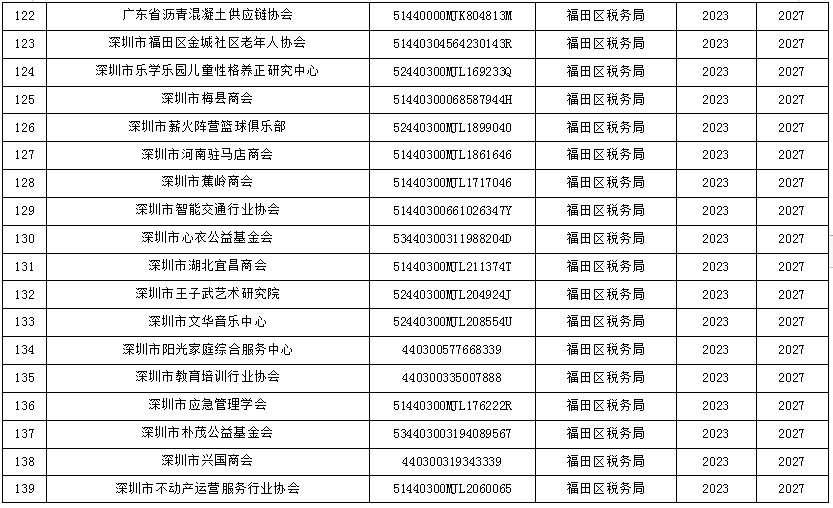 122 广东省沥青混凝土供应链协会 51440000MJK804813M 福田区税务局 2023 2027
123 深圳市福田区金城社区老年人协会 51440304564230143R 福田区税务局 2023 2027
124 深圳市乐学乐园儿童性格养正研究中心 52440300MJL169233Q 福田区税务局 2023 2027
125 深圳市梅县商会 51440300068587944H 福田区税务局 2023 2027
126 深圳市薪火阵营篮球俱乐部 52440300MJL1899040 福田区税务局 2023 2027
127 深圳市河南驻马店商会 51440300MJL1861646 福田区税务局 2023 2027
128 深圳市蕉岭商会 51440300MJL1717046 福田区税务局 2023 2027
129 深圳市智能交通行业协会 51440300661026347Y 福田区税务局 2023 2027
130 深圳市心衣公益基金会 53440300311988204D 福田区税务局 2023 2027
131 深圳市湖北宜昌商会 51440300MJL211374T 福田区税务局 2023 2027
132 深圳市王子武艺术研究院 52440300MJL204924J 福田区税务局 2023 2027
133 深圳市文华音乐中心 52440300MJL208554U 福田区税务局 2023 2027
134 深圳市阳光家庭综合服务中心 440300577668339 福田区税务局 2023 2027
135 深圳市教育培训行业协会 440300335007888 福田区税务局 2023 2027
136 深圳市应急管理学会 51440300MJL176222R 福田区税务局 2023 2027
137 深圳市朴茂公益基金会 534403003194089567 福田区税务局 2023 2027
138 深圳市兴国商会 440300319343339 福田区税务局 2023 2027
139 深圳市不动产运营服务行业协会 51440300MJL2060065 福田区税务局 2023 2027